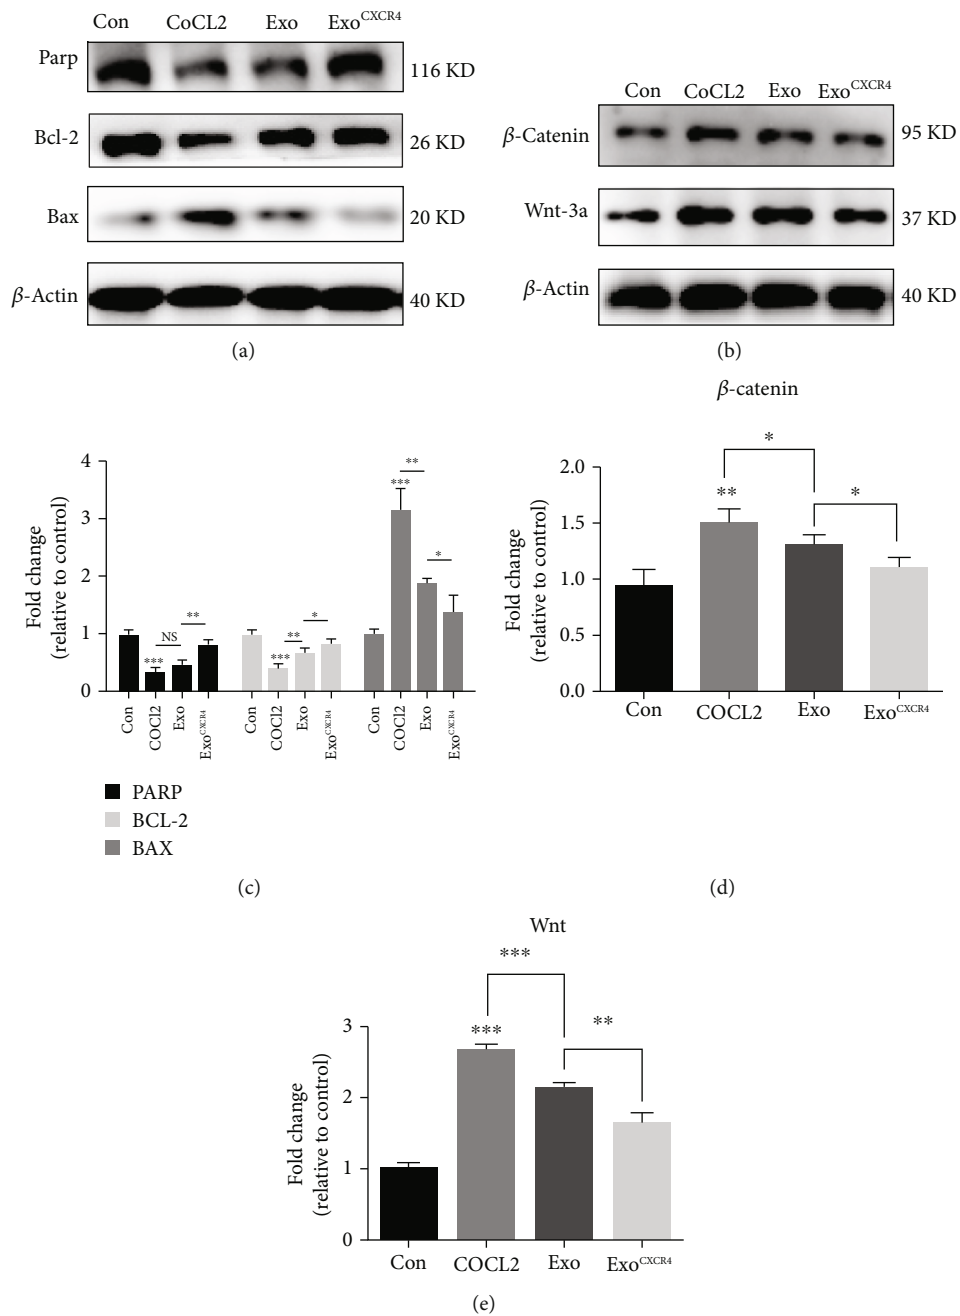 Con CoCL2 Exo Exo^CXCR4
Parp 116 KD
Bcl-2 26 KD
Bax 20 KD
β-Actin 40 KD
(a)
Con CoCL2 Exo Exo^CXCR4
β-Catenin 95 KD
Wnt-3a 37 KD
β-Actin 40 KD
(b)
Fold change
(relative to control)
4
3
2
1
0
*** NS **
*** ** *
*** ** *
Con COCl2 Exo Exo^CXCR4 Con COCl2 Exo Exo^CXCR4 Con COCL2 Exo Exo^CXCR4
PARP
BCL-2
BAX
(c)
β-catenin
Fold change
(relative to control)
2.0
1.5
1.0
0.5
0.0
** * *
Con COCL2 Exo Exo^CXCR4
(d)
Wnt
Fold change
(relative to control)
3
2
1
0
*** *** **
Con COCL2 Exo Exo^CXCR4
(e)